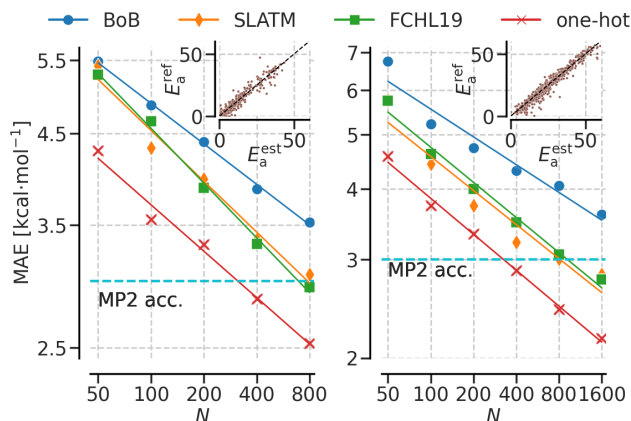 BoB SLATM FCHL19 one-hot
MAE [kcal·mol⁻¹]
5.5
4.5
3.5
2.5
50
0
E_a^ref
0 50
E_a^est
MP2 acc.
50 100 200 400 800
N
7
6
5
4
3
2
50
0
E_a^ref
0 50
E_a^est
MP2 acc.
50 100 200 400 800 1600
N